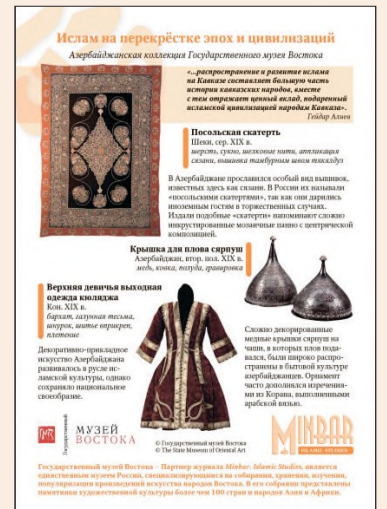 Ислам на перекрёстке эпох и цивилизаций
Азербайджанская коллекция Государственного музея Востока
«...распространение и развитие ислама
на Кавказе составляет большую часть
истории кавказских народов, вместе
с тем отражает ценный вклад, подаренный
исламской цивилизацией народам Кавказа».
Гейдар Алиев
Посольская скатерть
Шеки, сер. XIX в.
шерсть, сукно, шелковые нити, аппликация
сязани, вышивка тамбурным швом тякялдуз
В Азербайджане прославился особый вид вышивок,
известных здесь как сязани. В России их называли
«посольскими скатертями», так как они дарились
иноземным гостям в торжественных случаях.
Издали подобные «скатерти» напоминают сложно
инкрустированные мозаичные панно с центрической
композицией.
Крышка для плова сярпуш
Азербайджан, втор. пол. XIX в.
медь, ковка, полуда, гравировка
Верхняя девичья выходная
одежда кюляджа
Кон. XIX в.
бархат, галунная тесьма,
шнурок, шитье вприкреп,
плетение
Декоративно-прикладное
искусство Азербайджана
развивалось в русле ис-
ламской культуры, однако
сохраняло национальное
своеобразие.
Сложно декорированные
медные крышки сярпуш на
чаши, в которых плов пода-
вался, были широко распро-
странены в бытовой культуре
азербайджанцев. Орнамент
часто дополнялся изречения-
ми из Корана, выполненными
арабской вязью.
Государственный
МУЗЕЙ
ВОСТОКА
© Государственный музей Востока
© The State Museum of Oriental Art
MINBAR
ISLAMIC STUDIES
Государственный музей Востока – Партнер журнала Minbar. Islamic Studies, является
единственным музеем России, специализирующимся на собирании, хранении, изучении,
популяризации произведений искусства народов Востока. В его собрании представлены
памятники художественной культуры более чем 100 стран и народов Азии и Африки.